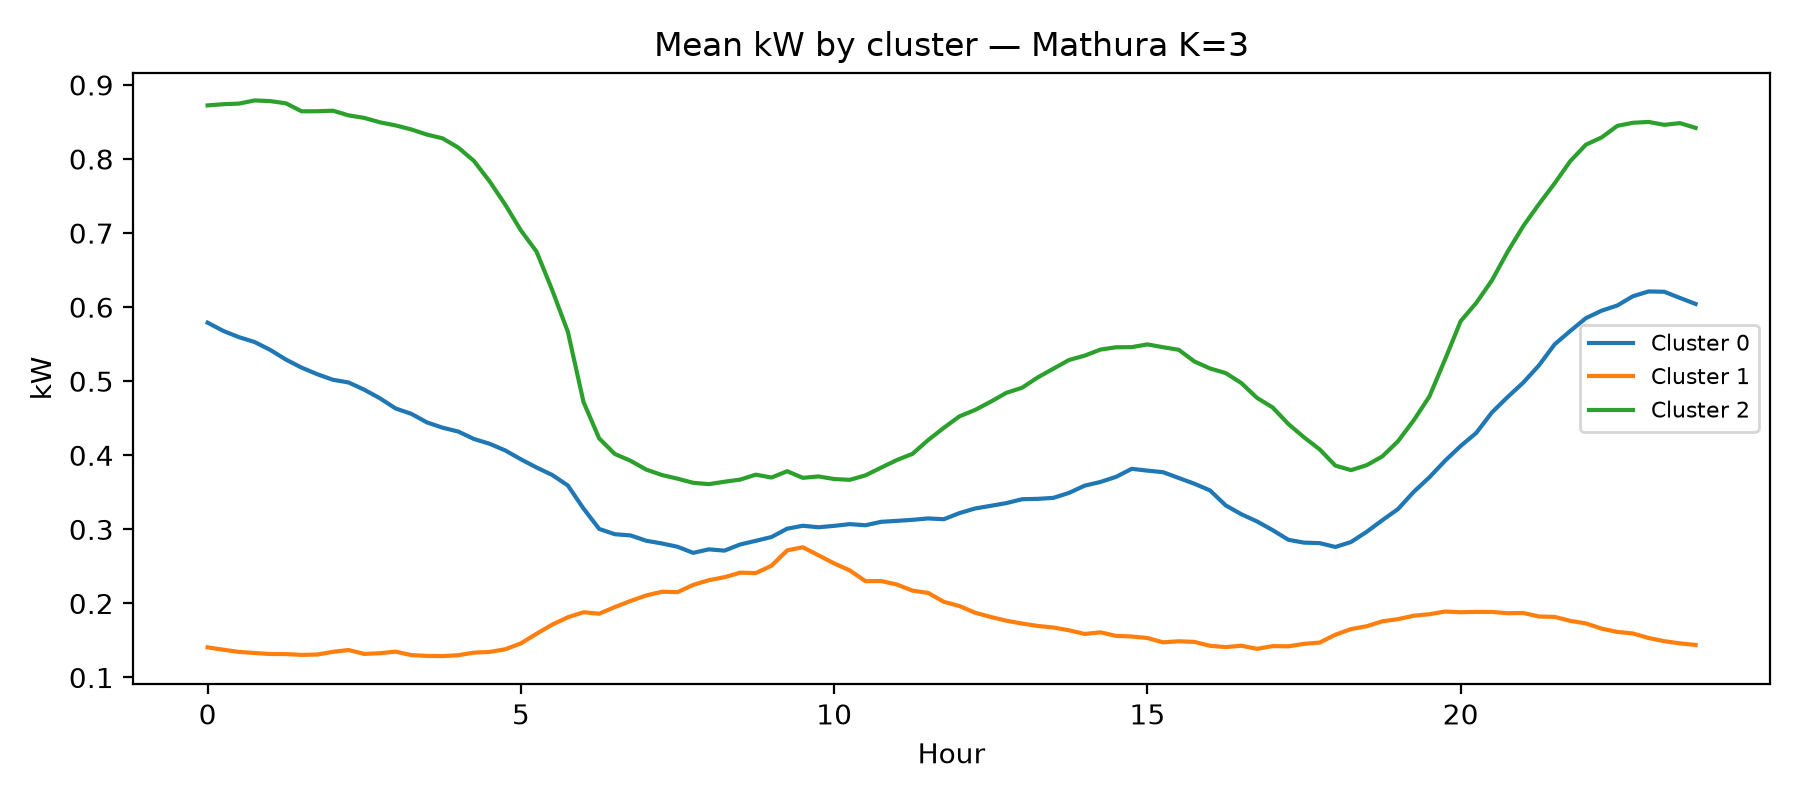 Mean kW by cluster — Mathura K=3
kW
0.9
0.8
0.7
0.6
0.5
0.4
0.3
0.2
0.1
Cluster 0
Cluster 1
Cluster 2
0 5 10 15 20
Hour